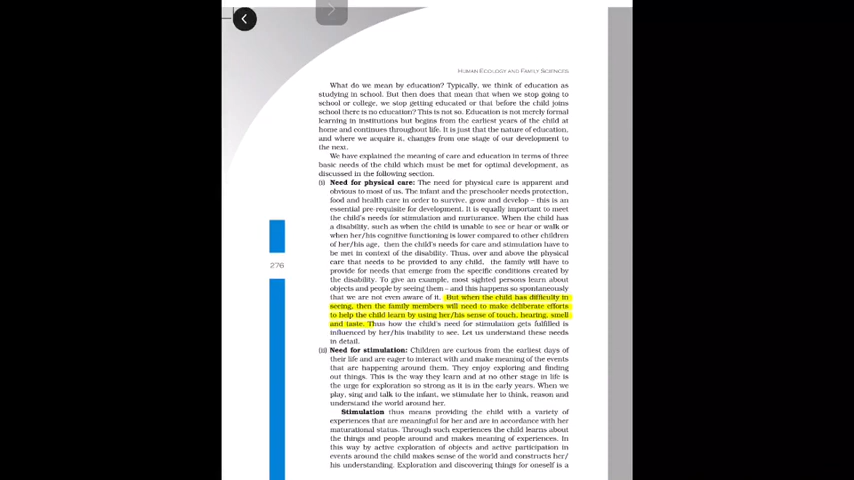 HUMAN ECOLOGY AND FAMILY SCIENCES
What do we mean by education? Typically, we think of education as
studying in school. But then does that mean that when we stop going to
school or college, we stop getting educated or that before the child joins
school there is no education? This is not so. Education is not merely formal
learning in institutions but begins from the earliest years of the child at
home and continues throughout life. It is just that the nature of education,
and where we acquire it, changes from one stage of our development to
the next.
We have explained the meaning of care and education in terms of three
basic needs of the child which must be met for optimal development, as
discussed in the following section.
(i) Need for physical care: The need for physical care is apparent and
obvious to most of us. The infant and the preschooler needs protection,
food and health care in order to survive, grow and develop – this is an
essential pre-requisite for development. It is equally important to meet
the child's needs for stimulation and nurturance. When the child has
a disability, such as when the child is unable to see or hear or walk or
when her/his cognitive functioning is lower compared to other children
of her/his age, then the child's needs for care and stimulation have to
be met in context of the disability. Thus, over and above the physical
care that needs to be provided to any child, the family will have to
provide for needs that emerge from the specific conditions created by
the disability. To give an example, most sighted persons learn about
objects and people by seeing them – and this happens so spontaneously
that we are not even aware of it. But when the child has difficulty in
seeing, then the family members will need to make deliberate efforts
to help the child learn by using her/his sense of touch, hearing, smell
and taste. Thus how the child's need for stimulation gets fulfilled is
influenced by her/his inability to see. Let us understand these needs
in detail.
(ii) Need for stimulation: Children are curious from the earliest days of
their life and are eager to interact with and make meaning of the events
that are happening around them. They enjoy exploring and finding
out things. This is the way they learn and at no other stage in life is
the urge for exploration so strong as it is in the early years. When we
play, sing and talk to the infant, we stimulate her to think, reason and
understand the world around her.
Stimulation thus means providing the child with a variety of
experiences that are meaningful for her and are in accordance with her
maturational status. Through such experiences the child learns about
the things and people around and makes meaning of experiences. In
this way by active exploration of objects and active participation in
events around the child makes sense of the world and constructs her/
his understanding. Exploration and discovering things for oneself is a
276